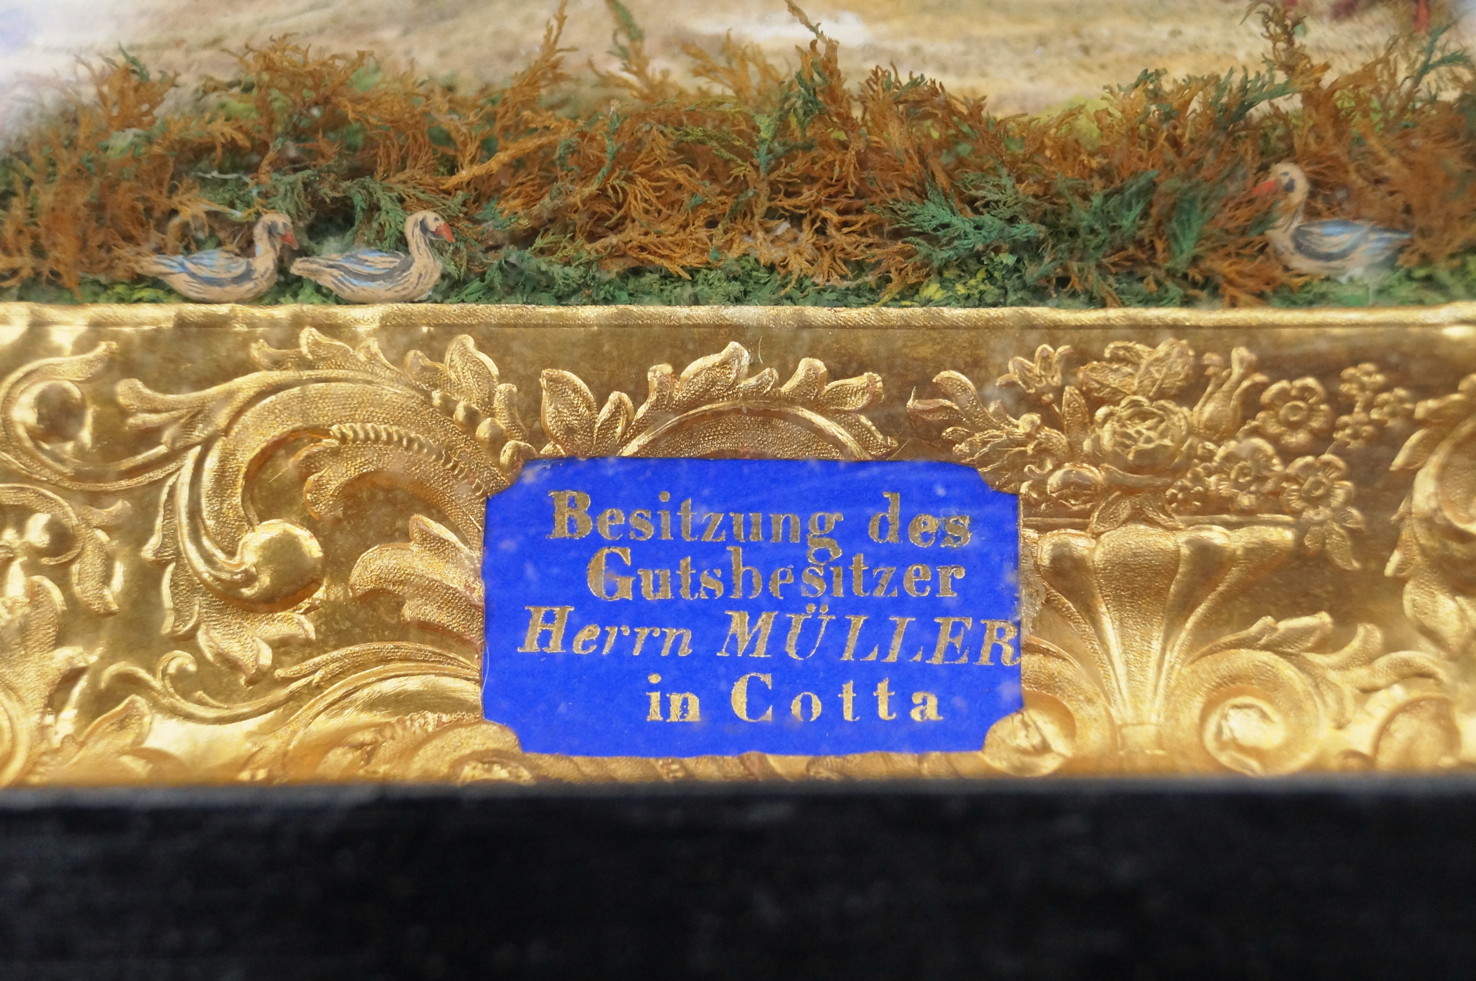 Besitzung des
Gutsbesitzer
Herrn MÜLLER
in Cotta